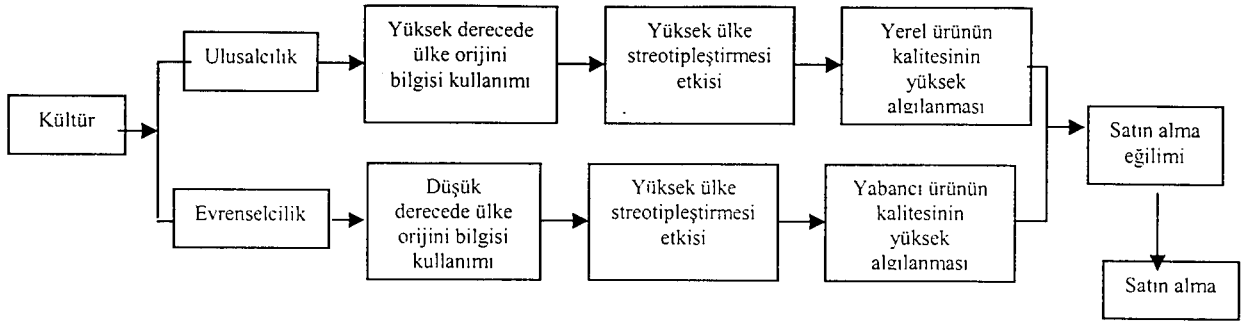 Kültür
Ulusalcılık
Yüksek derecede
ülke orijini
bilgisi kullanımı
Yüksek ülke
streotipleştirmesi
etkisi
Yerel ürünün
kalitesinin
yüksek
algılanması
Evrenselcilik
Düşük
derecede ülke
orijini bilgisi
kullanımı
Yüksek ülke
streotipleştirmesi
etkisi
Yabancı ürünün
kalitesinin
yüksek
algılanması
Satın alma
eğilimi
Satın alma